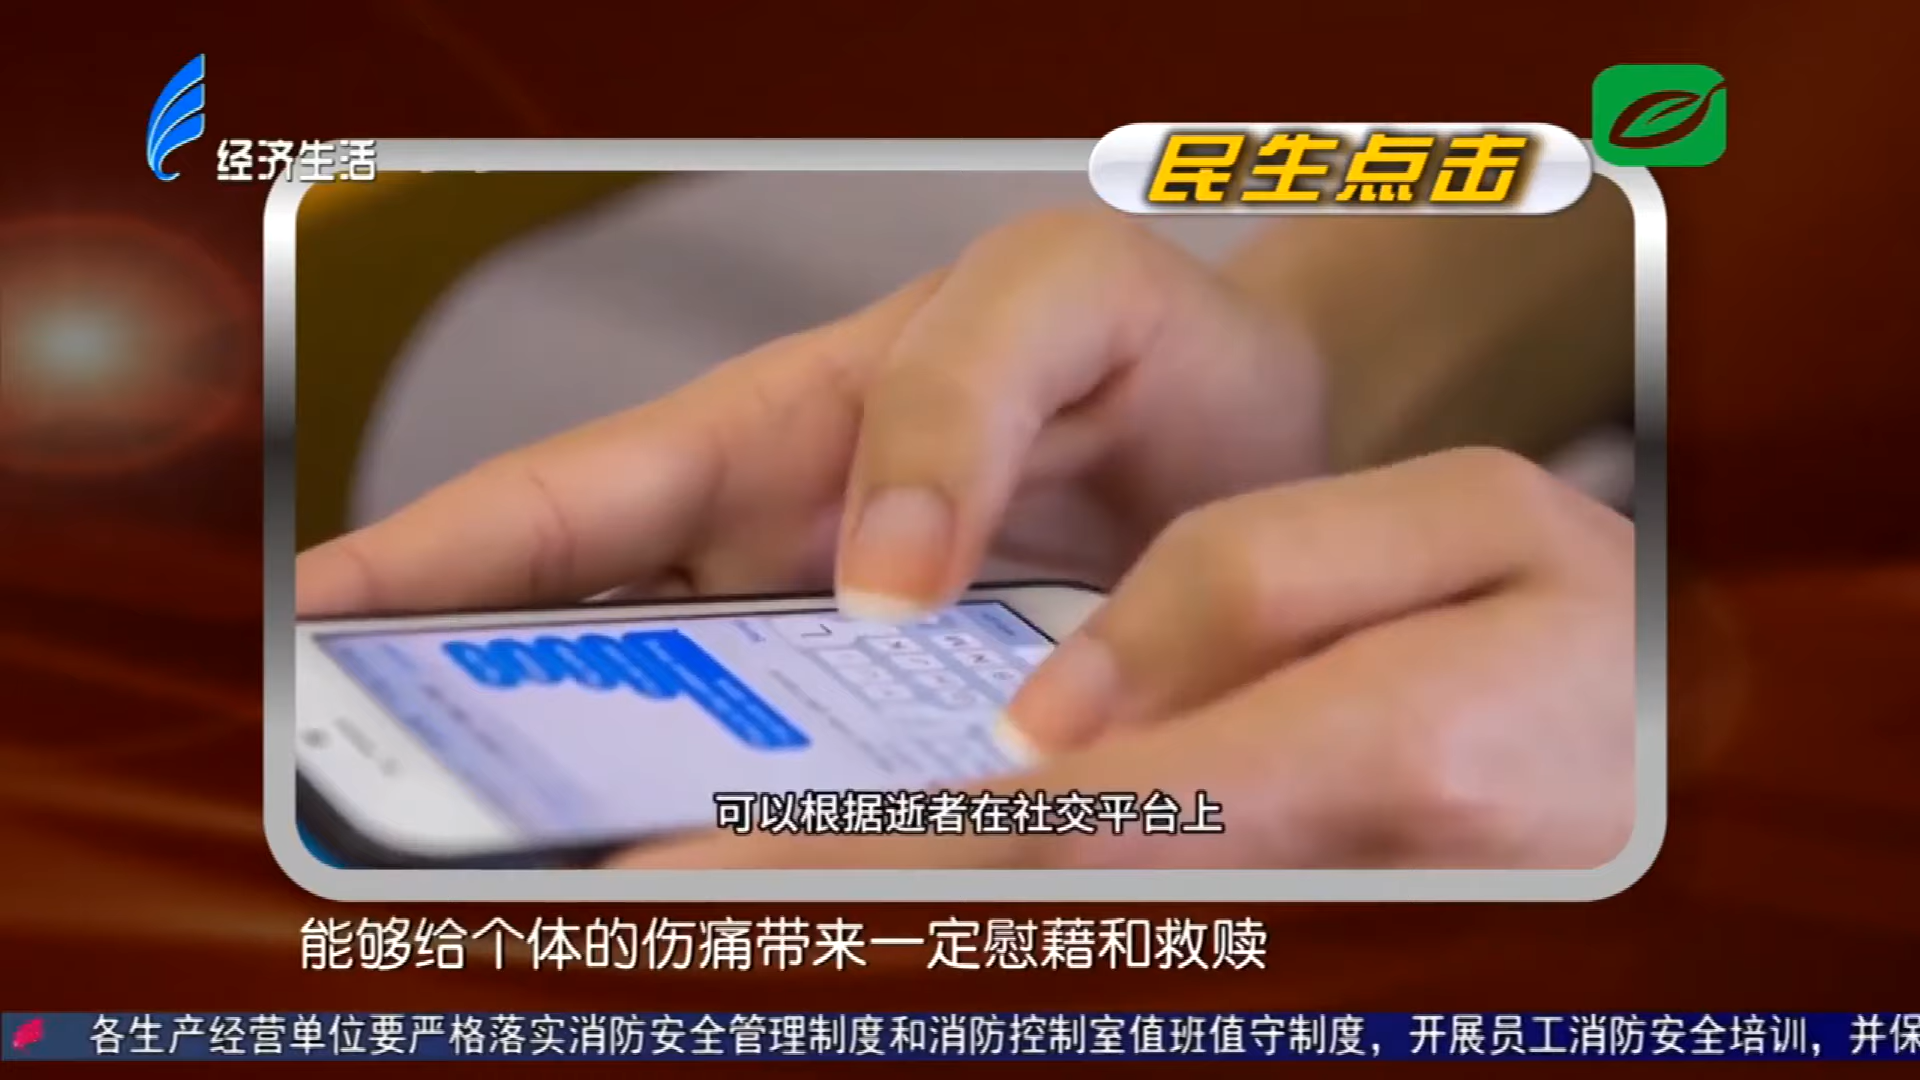 经济生活
民生点击
可以根据逝者在社交平台上
能够给个体的伤痛带来一定慰藉和救赎
各生产经营单位要严格落实消防安全管理制度和消防控制室值班值守制度，开展员工消防安全培训，并保